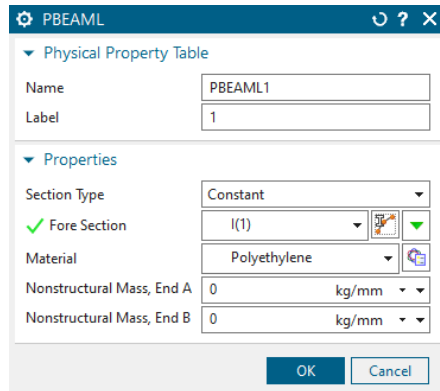 PBEAML
Physical Property Table
Name PBEAML1
Label 1
Properties
Section Type Constant
Fore Section I(1)
Material Polyethylene
Nonstructural Mass, End A 0 kg/mm
Nonstructural Mass, End B 0 kg/mm
OK Cancel